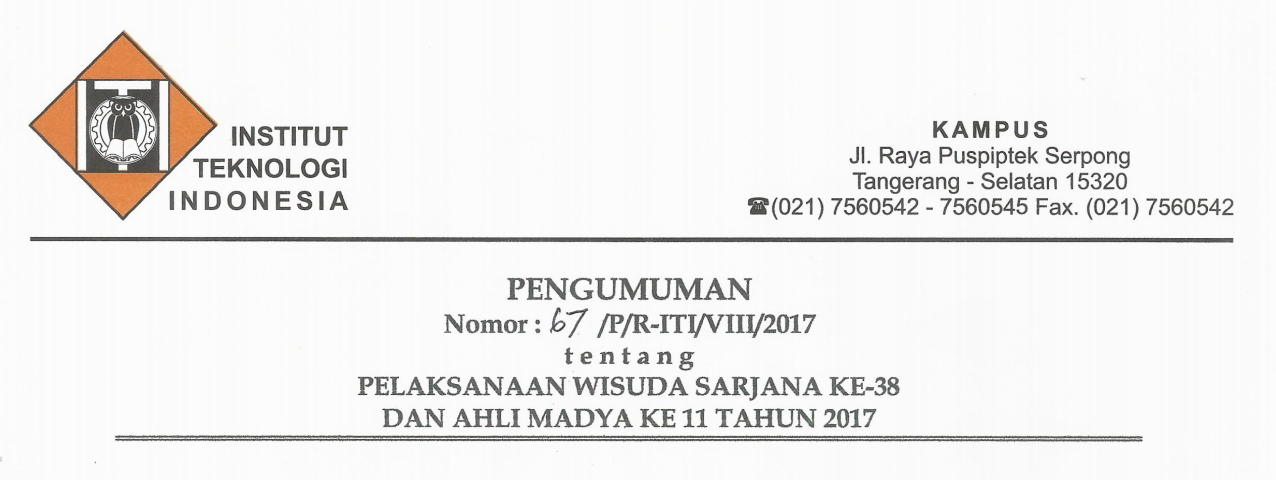 INSTITUT
TEKNOLOGI
INDONESIA
KAMPUS
Jl. Raya Puspiptek Serpong
Tangerang - Selatan 15320
☎(021) 7560542 - 7560545 Fax. (021) 7560542
PENGUMUMAN
Nomor : 67 /P/R-ITI/VIII/2017
tentang
PELAKSANAAN WISUDA SARJANA KE-38
DAN AHLI MADYA KE 11 TAHUN 2017